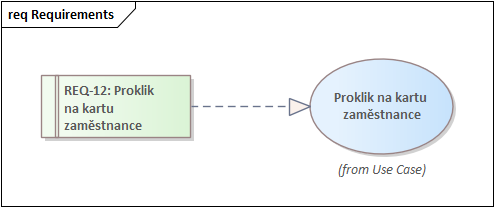 req Requirements
REQ-12: Proklik
na kartu
zaměstnance
Proklik na kartu
zaměstnance
(from Use Case)